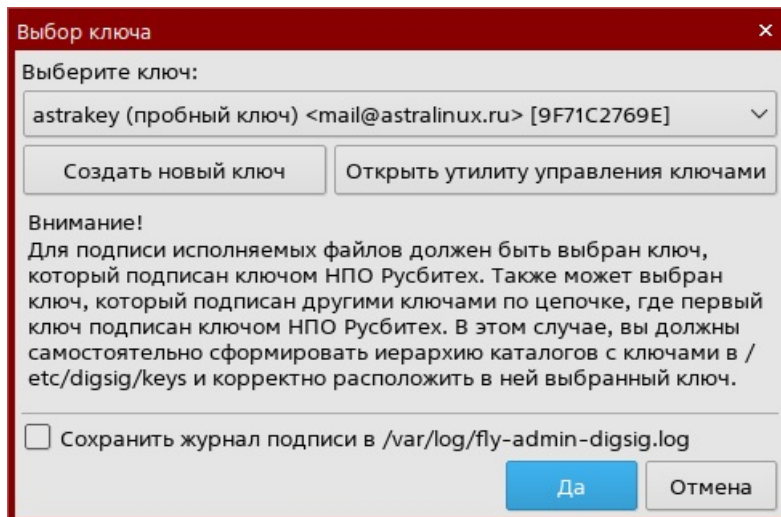 Выбор ключа
Выберите ключ:
astrakey (пробный ключ) <mail@astralinux.ru> [9F71C2769E]
Создать новый ключ
Открыть утилиту управления ключами
Внимание!
Для подписи исполняемых файлов должен быть выбран ключ,
который подписан ключом НПО Русбитех. Также может выбран
ключ, который подписан другими ключами по цепочке, где первый
ключ подписан ключом НПО Русбитех. В этом случае, вы должны
самостоятельно сформировать иерархию каталогов с ключами в /
etc/digsig/keys и корректно расположить в ней выбранный ключ.
Сохранить журнал подписи в /var/log/fly-admin-digsig.log
Да
Отмена